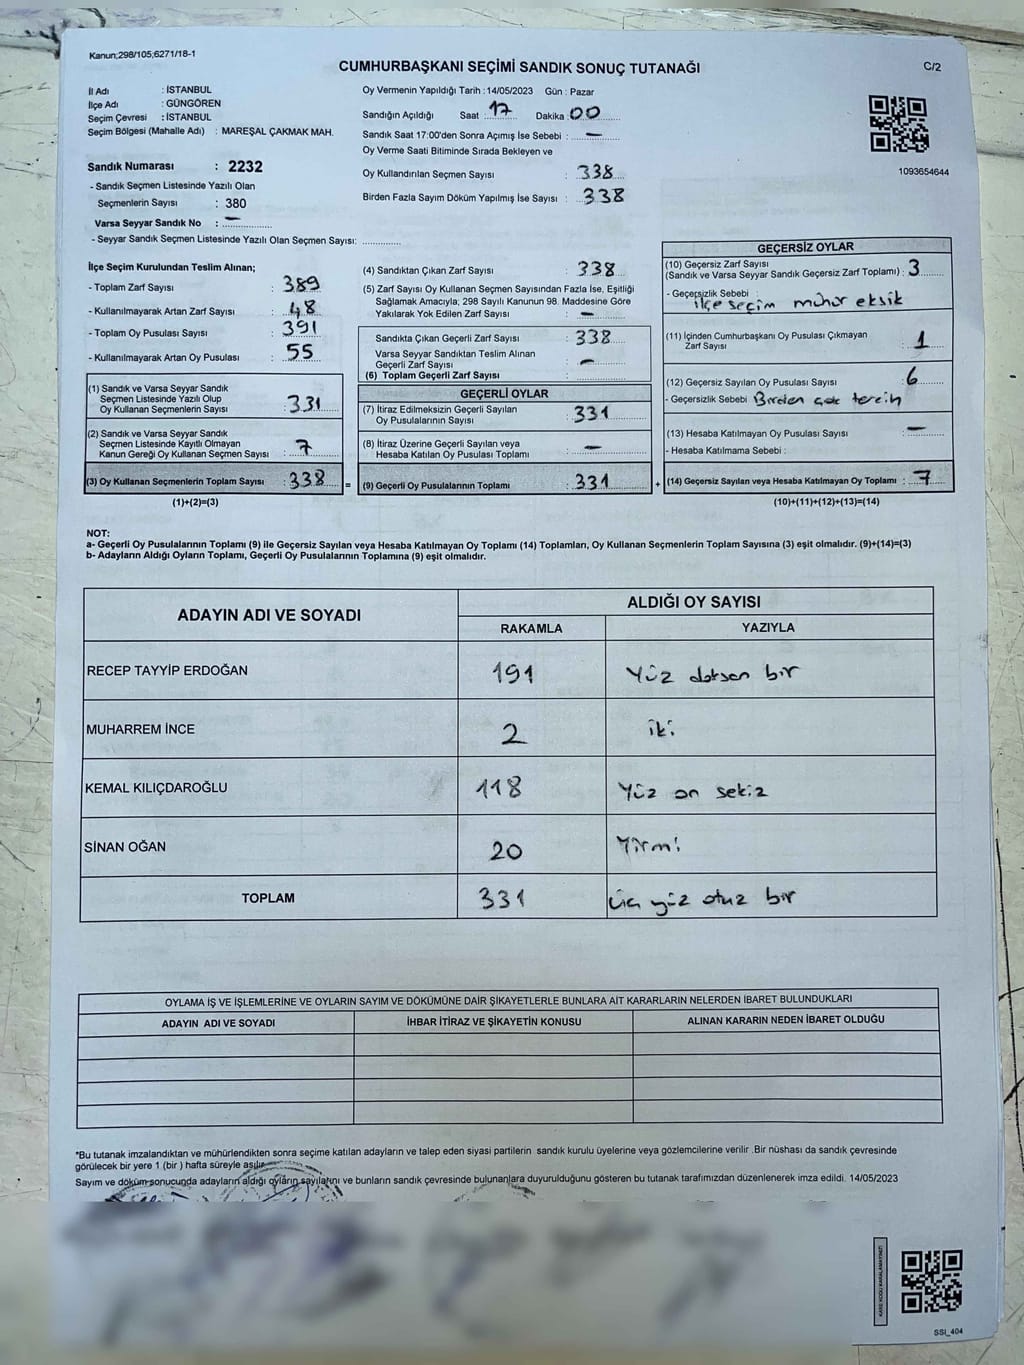 Kanun;298/105;6271/18-1
CUMHURBAŞKANI SEÇİMİ SANDIK SONUÇ TUTANAĞI
C/2
İl Adı : İSTANBUL
İlçe Adı : GÜNGÖREN
Seçim Çevresi : İSTANBUL
Seçim Bölgesi (Mahalle Adı) : MAREŞAL ÇAKMAK MAH.
Sandık Numarası : 2232
- Sandık Seçmen Listesinde Yazılı Olan
Seçmenlerin Sayısı : 380
Varsa Seyyar Sandık No : —
- Seyyar Sandık Seçmen Listesinde Yazılı Olan Seçmen Sayısı: ............
Oy Vermenin Yapıldığı Tarih : 14/05/2023 Gün : Pazar
Sandığın Açıldığı Saat 17 Dakika 00
Sandık Saat 17:00'den Sonra Açımış İse Sebebi : —
Oy Verme Saati Bitiminde Sırada Bekleyen ve
Oy Kullandırılan Seçmen Sayısı : 338
Birden Fazla Sayım Döküm Yapılmış İse Sayısı : 338
1093654644
İlçe Seçim Kurulundan Teslim Alınan;
- Toplam Zarf Sayısı : 389
- Kullanılmayarak Artan Zarf Sayısı : 48
- Toplam Oy Pusulası Sayısı : 391
- Kullanılmayarak Artan Oy Pusulası : 55
(1) Sandık ve Varsa Seyyar Sandık
Seçmen Listesinde Yazılı Olup
Oy Kullanan Seçmenlerin Sayısı : 331
(2) Sandık ve Varsa Seyyar Sandık
Seçmen Listesinde Kayıtlı Olmayan
Kanun Gereği Oy Kullanan Seçmen Sayısı : 7
(3) Oy Kullanan Seçmenlerin Toplam Sayısı : 338
(1)+(2)=(3)
=
(4) Sandıktan Çıkan Zarf Sayısı : 338
(5) Zarf Sayısı Oy Kullanan Seçmen Sayısından Fazla İse, Eşitliği
Sağlamak Amacıyla; 298 Sayılı Kanunun 98. Maddesine Göre
Yakılarak Yok Edilen Zarf Sayısı : —
Sandıkta Çıkan Geçerli Zarf Sayısı : 338
Varsa Seyyar Sandıktan Teslim Alınan
Geçerli Zarf Sayısı : —
(6) Toplam Geçerli Zarf Sayısı : ............
GEÇERLİ OYLAR
(7) İtiraz Edilmeksizin Geçerli Sayılan
Oy Pusulalarının Sayısı : 331
(8) İtiraz Üzerine Geçerli Sayılan veya
Hesaba Katılan Oy Pusulası Toplamı : —
(9) Geçerli Oy Pusulalarının Toplamı : 331
+
GEÇERSİZ OYLAR
(10) Geçersiz Zarf Sayısı
(Sandık ve Varsa Seyyar Sandık Geçersiz Zarf Toplamı) : 3
- Geçersizlik Sebebi :
ilçe seçim mühür eksik
(11) İçinden Cumhurbaşkanı Oy Pusulası Çıkmayan
Zarf Sayısı : 1
(12) Geçersiz Sayılan Oy Pusulası Sayısı : 6
- Geçersizlik Sebebi Birden çok tercih
(13) Hesaba Katılmayan Oy Pusulası Sayısı : —
- Hesaba Katılmama Sebebi :
(14) Geçersiz Sayılan veya Hesaba Katılmayan Oy Toplamı : 7
(10)+(11)+(12)+(13)=(14)
NOT:
a- Geçerli Oy Pusulalarının Toplamı (9) ile Geçersiz Sayılan veya Hesaba Katılmayan Oy Toplamı (14) Toplamları, Oy Kullanan Seçmenlerin Toplam Sayısına (3) eşit olmalıdır. (9)+(14)=(3)
b- Adayların Aldığı Oyların Toplamı, Geçerli Oy Pusulalarının Toplamına (9) eşit olmalıdır.
ADAYIN ADI VE SOYADI
ALDIĞI OY SAYISI
RAKAMLA YAZIYLA
RECEP TAYYİP ERDOĞAN 191 Yüz doksan bir
MUHARREM İNCE 2 iki
KEMAL KILIÇDAROĞLU 118 Yüz on sekiz
SİNAN OĞAN 20 Yirmi
TOPLAM 331 üç yüz otuz bir
OYLAMA İŞ VE İŞLEMLERİNE VE OYLARIN SAYIM VE DÖKÜMÜNE DAİR ŞİKAYETLERLE BUNLARA AİT KARARLARIN NELERDEN İBARET BULUNDUKLARI
ADAYIN ADI VE SOYADI İHBAR İTİRAZ VE ŞİKAYETİN KONUSU ALINAN KARARIN NEDEN İBARET OLDUĞU
*Bu tutanak imzalandıktan ve mühürlendikten sonra seçime katılan adayların ve talep eden siyasi partilerin sandık kurulu üyelerine veya gözlemcilerine verilir .Bir nüshası da sandık çevresinde
görülecek bir yere 1 (bir ) hafta süreyle asılır
Sayım ve döküm sonucunda adayların aldığı oyların sayılarını ve bunların sandık çevresinde bulunanlara duyurulduğunu gösteren bu tutanak tarafımızdan düzenlenerek imza edildi. 14/05/2023
SSI_404